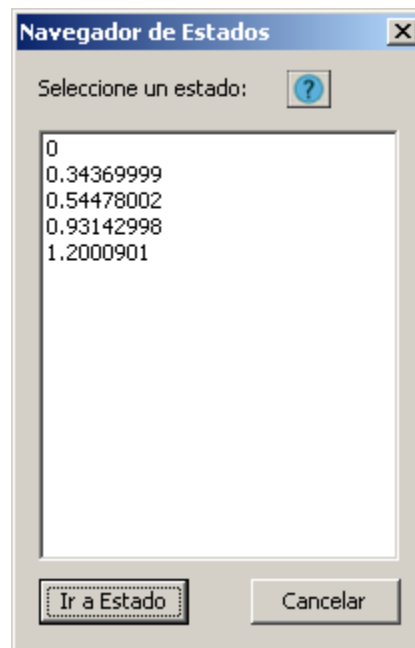 Navegador de Estados
Seleccione un estado:
?
0
0.34369999
0.54478002
0.93142998
1.2000901
Ir a Estado
Cancelar